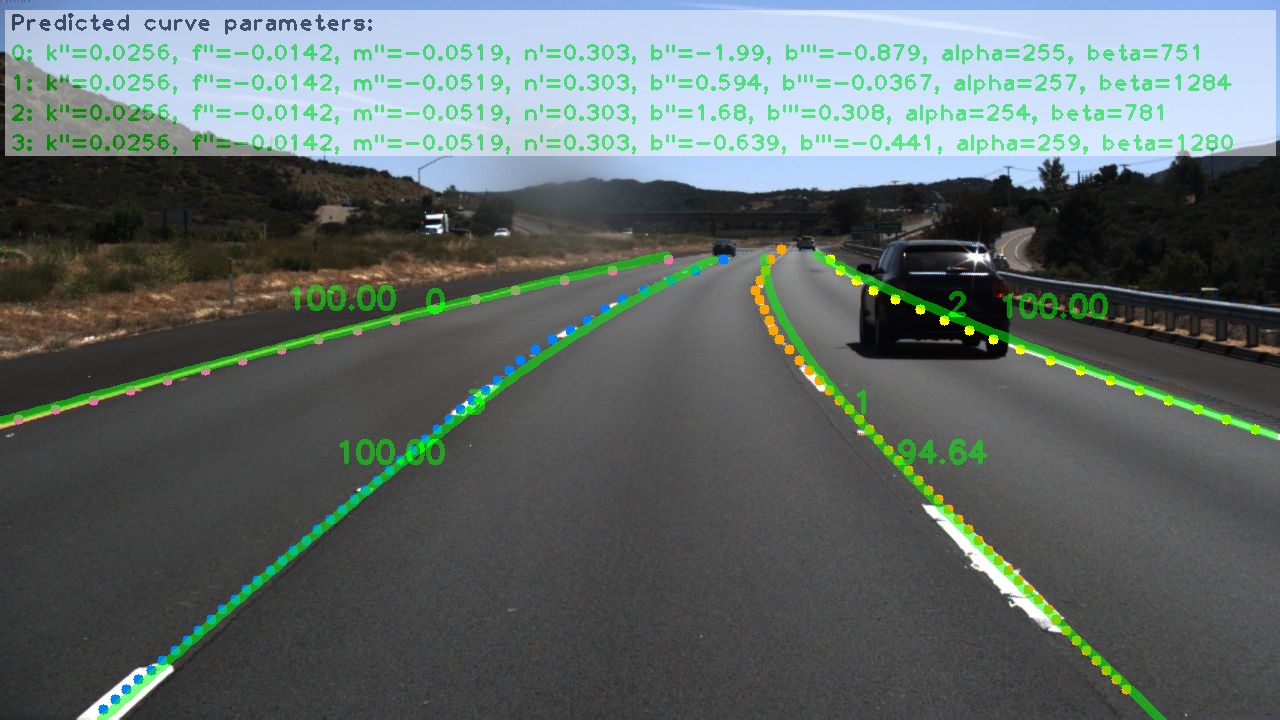 Predicted curve parameters:
0: k''=0.0256, f''=−0.0142, m''=−0.0519, n'=0.303, b''=−1.99, b'''=−0.879, alpha=255, beta=751
1: k''=0.0256, f''=−0.0142, m''=−0.0519, n'=0.303, b''=0.594, b'''=−0.0367, alpha=257, beta=1284
2: k''=0.0256, f''=−0.0142, m''=−0.0519, n'=0.303, b''=1.68, b'''=0.308, alpha=254, beta=781
3: k''=0.0256, f''=−0.0142, m''=−0.0519, n'=0.303, b''=−0.639, b'''=−0.441, alpha=259, beta=1280
100.00 0 2 100.00
3 1
100.00 94.64